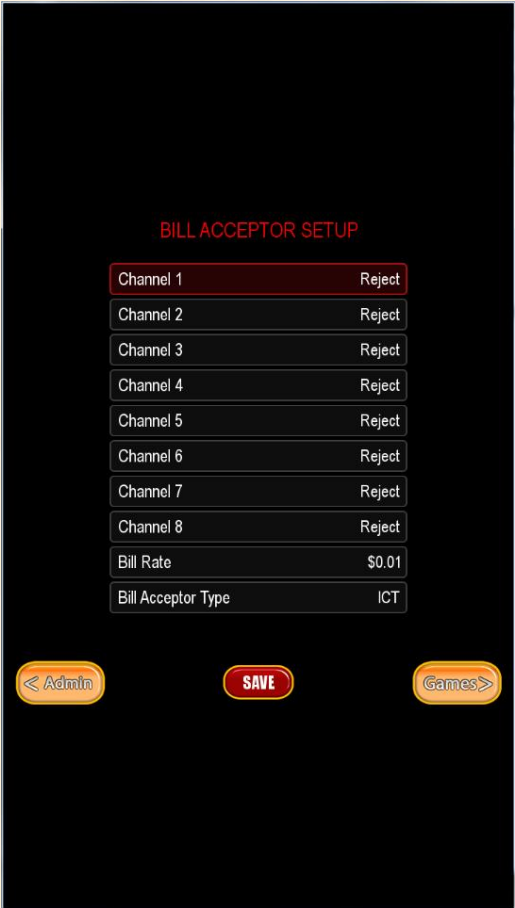 BILL ACCEPTOR SETUP
Channel 1 Reject
Channel 2 Reject
Channel 3 Reject
Channel 4 Reject
Channel 5 Reject
Channel 6 Reject
Channel 7 Reject
Channel 8 Reject
Bill Rate $0.01
Bill Acceptor Type ICT
< Admin SAVE Games >